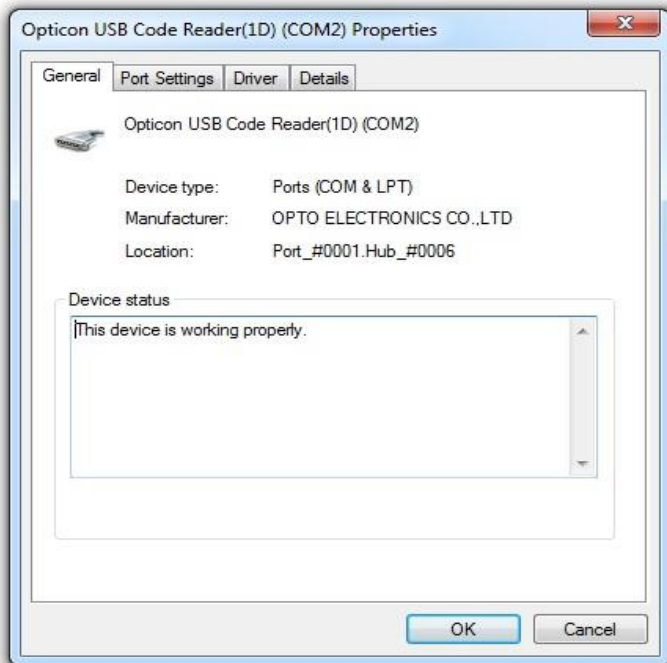 Opticon USB Code Reader(1D) (COM2) Properties
General Port Settings Driver Details
Opticon USB Code Reader(1D) (COM2)
Device type: Ports (COM & LPT)
Manufacturer: OPTO ELECTRONICS CO.,LTD
Location: Port_#0001.Hub_#0006
Device status
This device is working properly.
OK Cancel